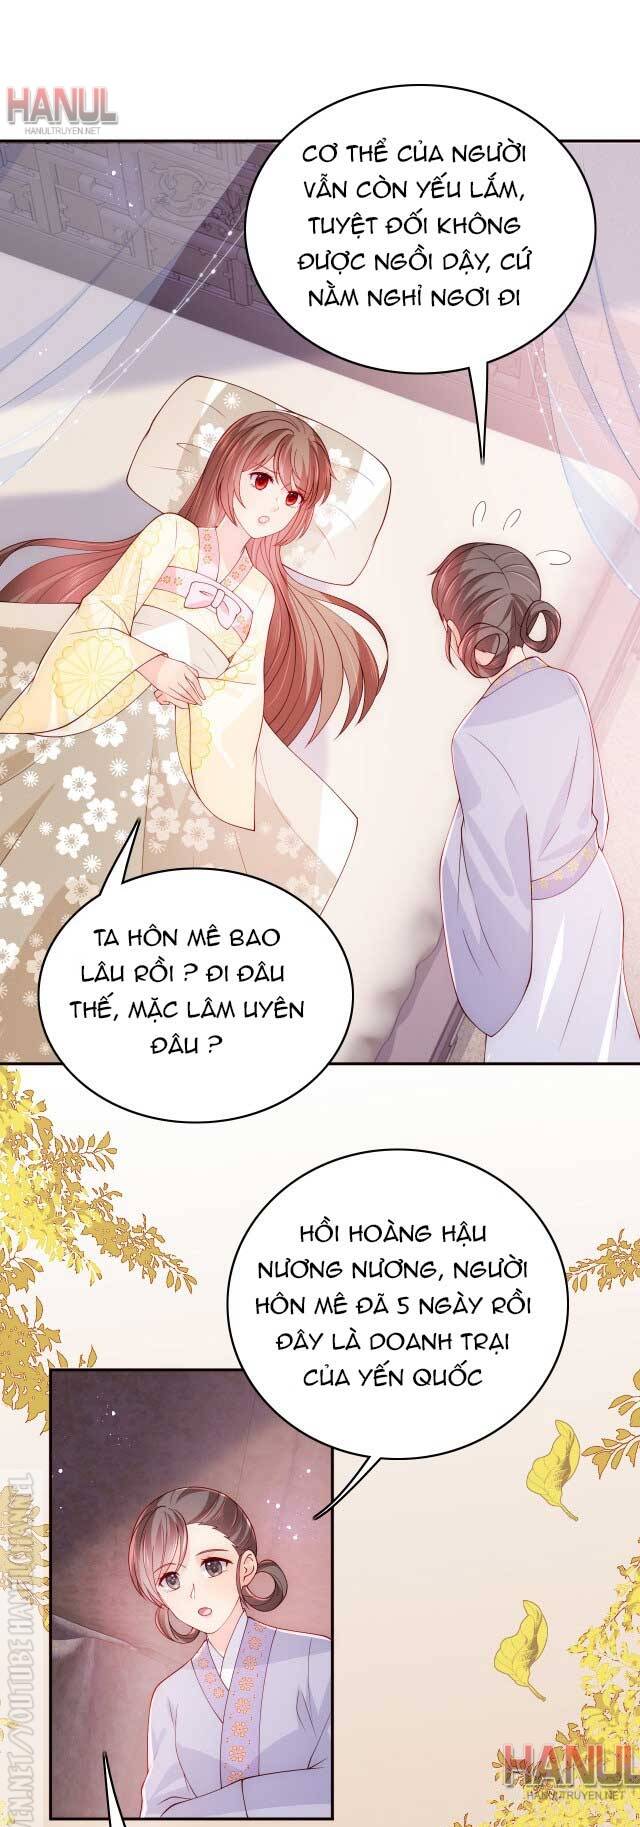 HANUL
HANULTRUYEN.NET
CƠ THỂ CỦA NGƯỜI
VẪN CÒN YẾU LẮM,
TUYỆT ĐỐI KHÔNG
ĐƯỢC NGỒI DẬY, CỨ
NẰM NGHỈ NGƠI ĐI
TA HÔN MÊ BAO
LÂU RỒI ? ĐI ĐÂU
THẾ, MẶC LÂM UYÊN
ĐÂU ?
HỒI HOÀNG HẬU
NƯƠNG NƯƠNG, NGƯỜI
HÔN MÊ ĐÃ 5 NGÀY RỒI
ĐÂY LÀ DOANH TRẠI
CỦA YẾN QUỐC
HANUL
HANULTRUYEN.NET